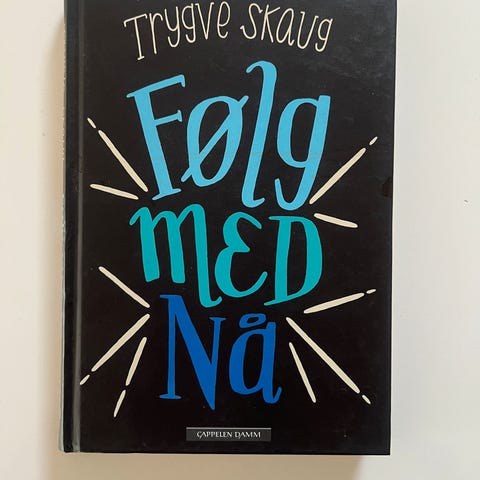 Trygve Skaug
Følg
MED
Nå
CAPPELEN DAMM